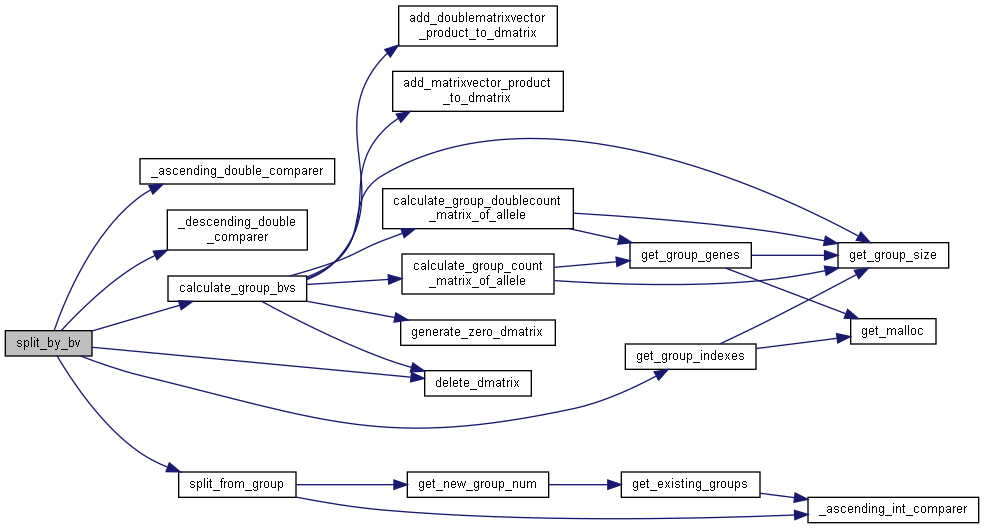 add_doublematrixvector
_product_to_dmatrix
add_matrixvector_product
_to_dmatrix
_ascending_double_comparer
_descending_double
_comparer
calculate_group_doublecount
_matrix_of_allele
calculate_group_count
_matrix_of_allele
get_group_genes
get_group_size
calculate_group_bvs
generate_zero_dmatrix
get_malloc
split_by_bv
get_group_indexes
delete_dmatrix
split_from_group
get_new_group_num
get_existing_groups
_ascending_int_comparer